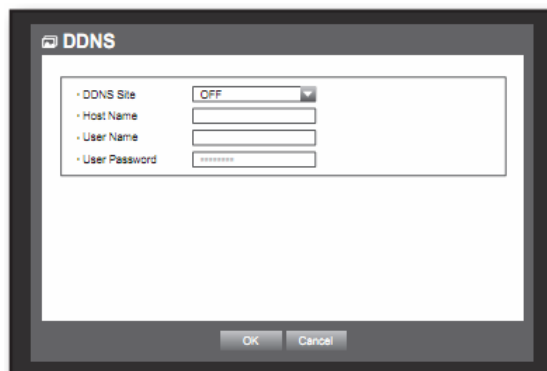 DDNS
DDNS Site OFF
Host Name
User Name
User Password ********
OK Cancel